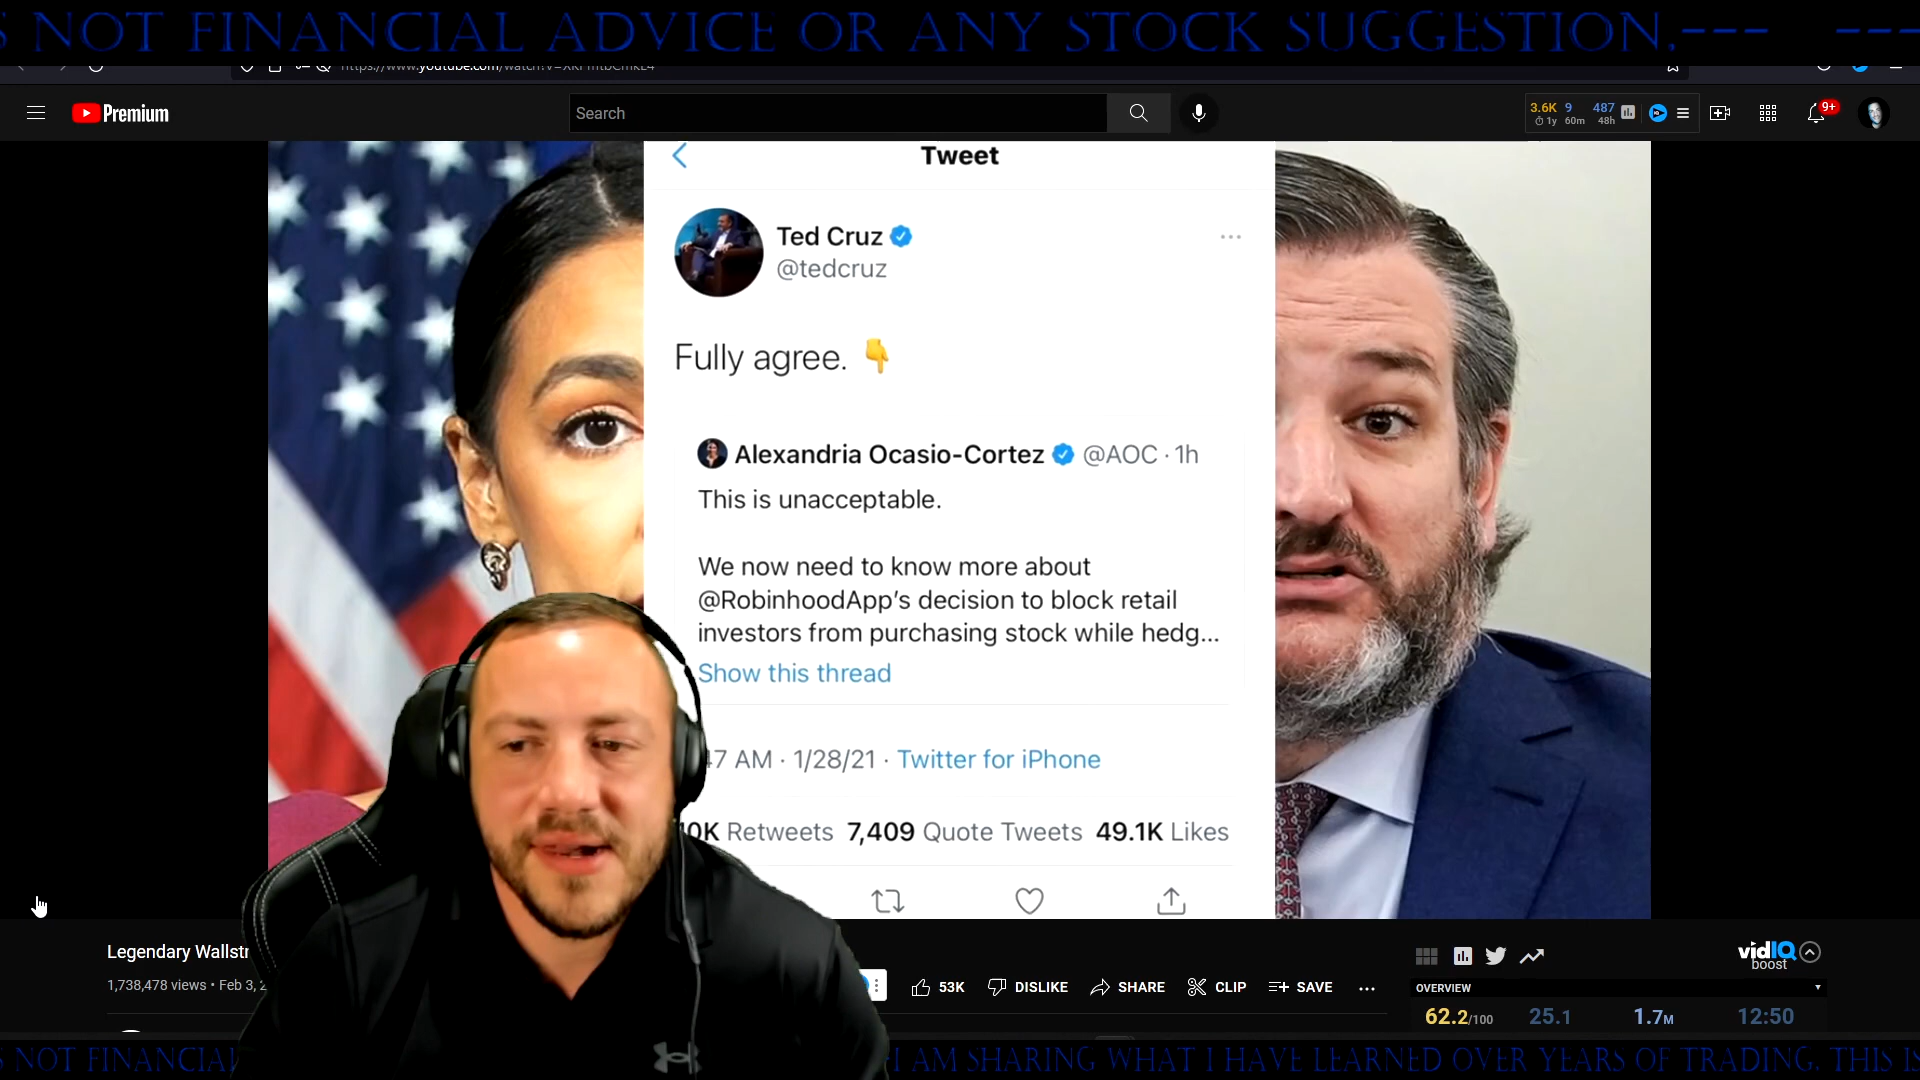 S NOT FINANCIAL ADVICE OR ANY STOCK SUGGESTION.---
Premium
Search
3.6K 9 487
1y 60m 48h
9+
Tweet
Ted Cruz
@tedcruz
Fully agree. 👇
Alexandria Ocasio-Cortez @AOC · 1h
This is unacceptable.
We now need to know more about
@RobinhoodApp's decision to block retail
investors from purchasing stock while hedg...
Show this thread
47 AM · 1/28/21 · Twitter for iPhone
0K Retweets 7,409 Quote Tweets 49.1K Likes
Legendary Wallstr
1,738,478 views • Feb 3, 2
53K DISLIKE SHARE CLIP SAVE ...
vidIQ
boost
OVERVIEW
62.2/100 25.1 1.7M 12:50
S NOT FINANCIAL
I AM SHARING WHAT I HAVE LEARNED OVER YEARS OF TRADING. THIS IS